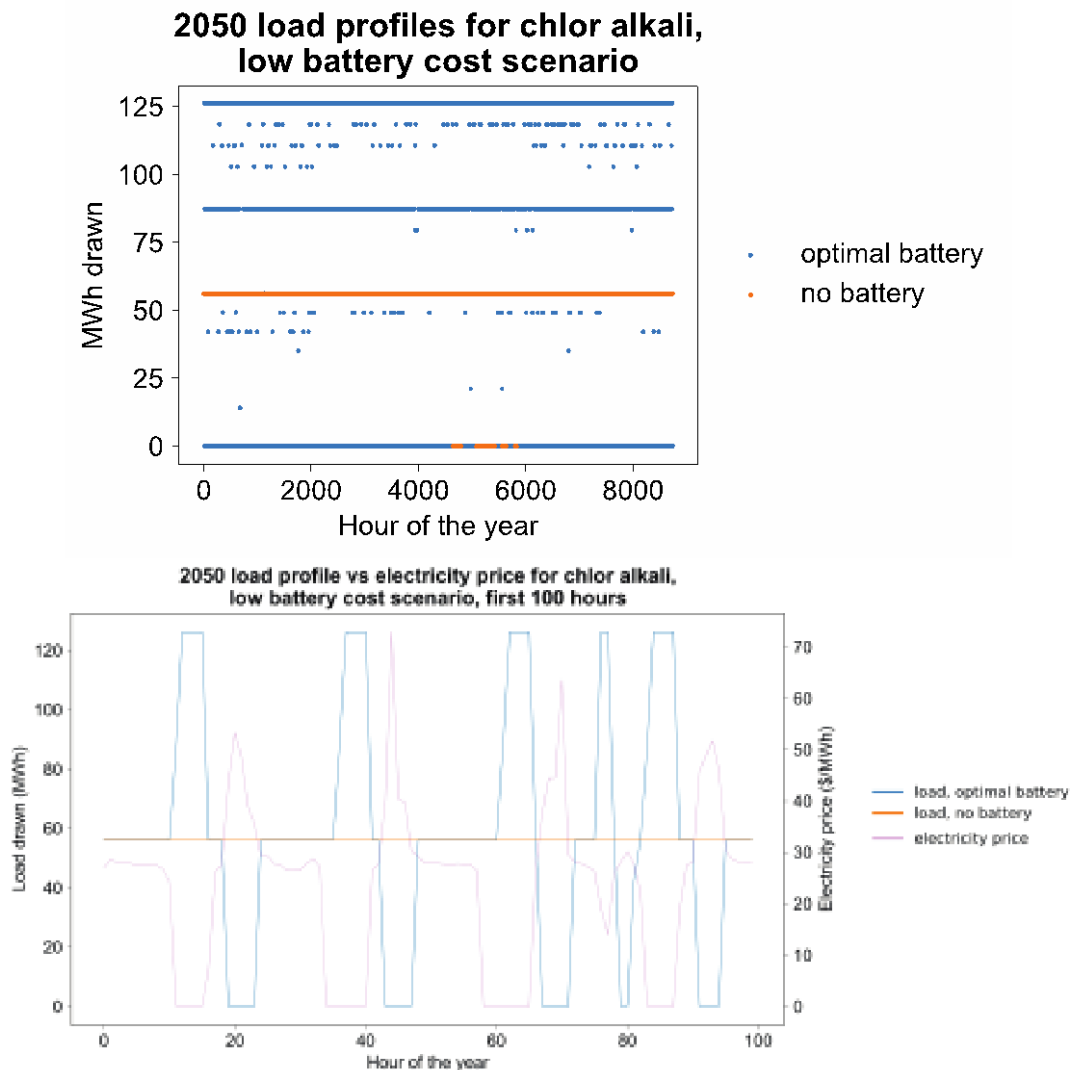 2050 load profiles for chlor alkali,
low battery cost scenario
MWh drawn
125
100
75
50
25
0
0 2000 4000 6000 8000
Hour of the year
optimal battery
no battery
2050 load profile vs electricity price for chlor alkali,
low battery cost scenario, first 100 hours
Load drawn (MWh)
120
100
80
60
40
20
0
0 20 40 60 80 100
Hour of the year
70
60
50
40
30
20
10
0
Electricity price ($/MWh)
load, optimal battery
load, no battery
electricity price